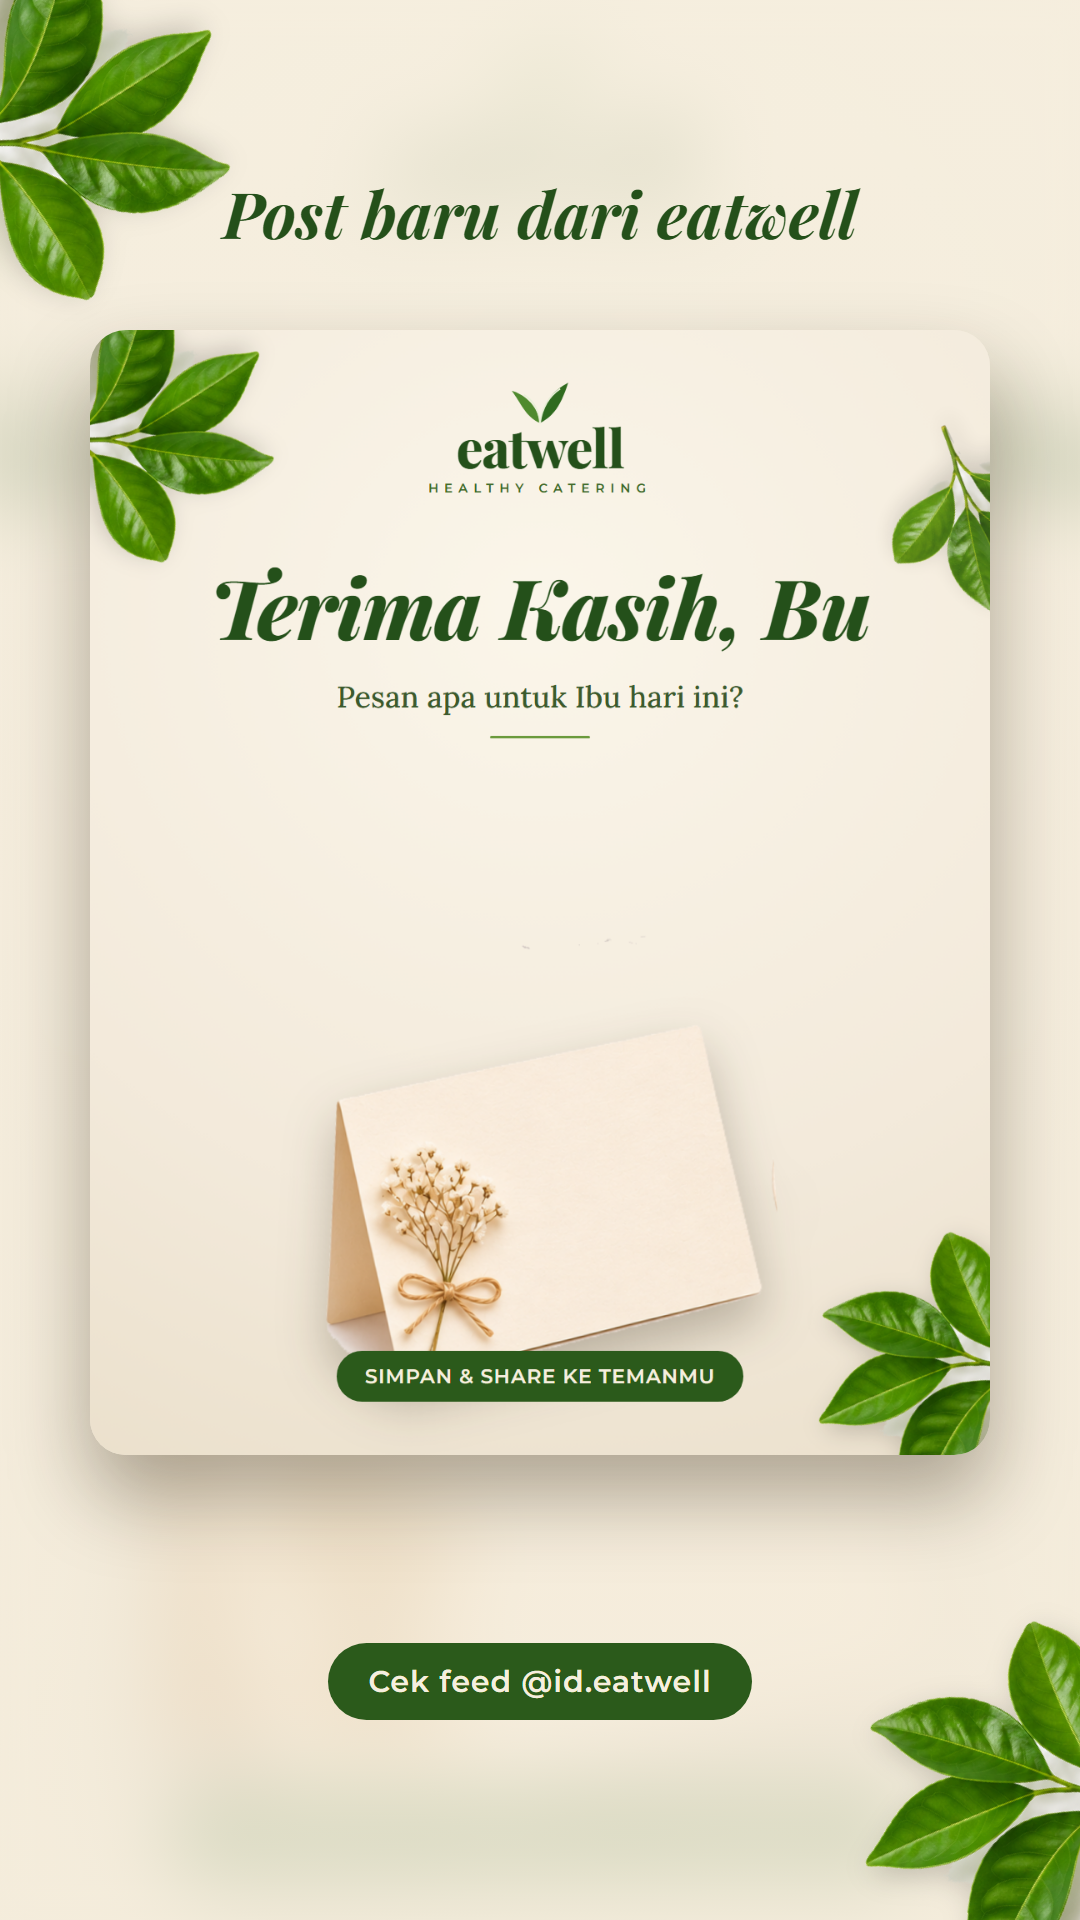 Post baru dari eatwell
eatwell
HEALTHY CATERING
Terima Kasih, Bu
Pesan apa untuk Ibu hari ini?
SIMPAN & SHARE KE TEMANMU
Cek feed @id.eatwell